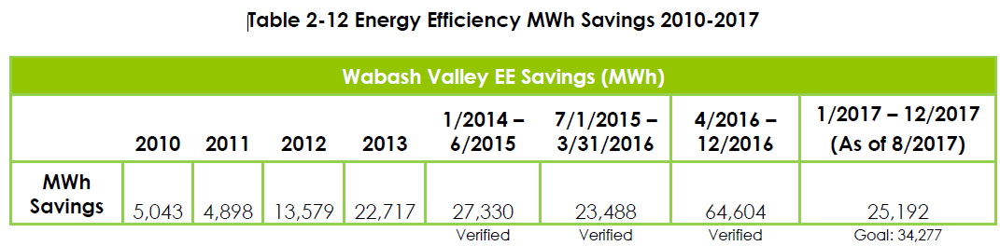 Table 2-12 Energy Efficiency MWh Savings 2010-2017
Wabash Valley EE Savings (MWh)
2010 2011 2012 2013 1/2014 – 6/2015 7/1/2015 – 3/31/2016 4/2016 – 12/2016 1/2017 – 12/2017 (As of 8/2017)
MWh Savings 5,043 4,898 13,579 22,717 27,330 23,488 64,604 25,192
Verified Verified Verified Goal: 34,277